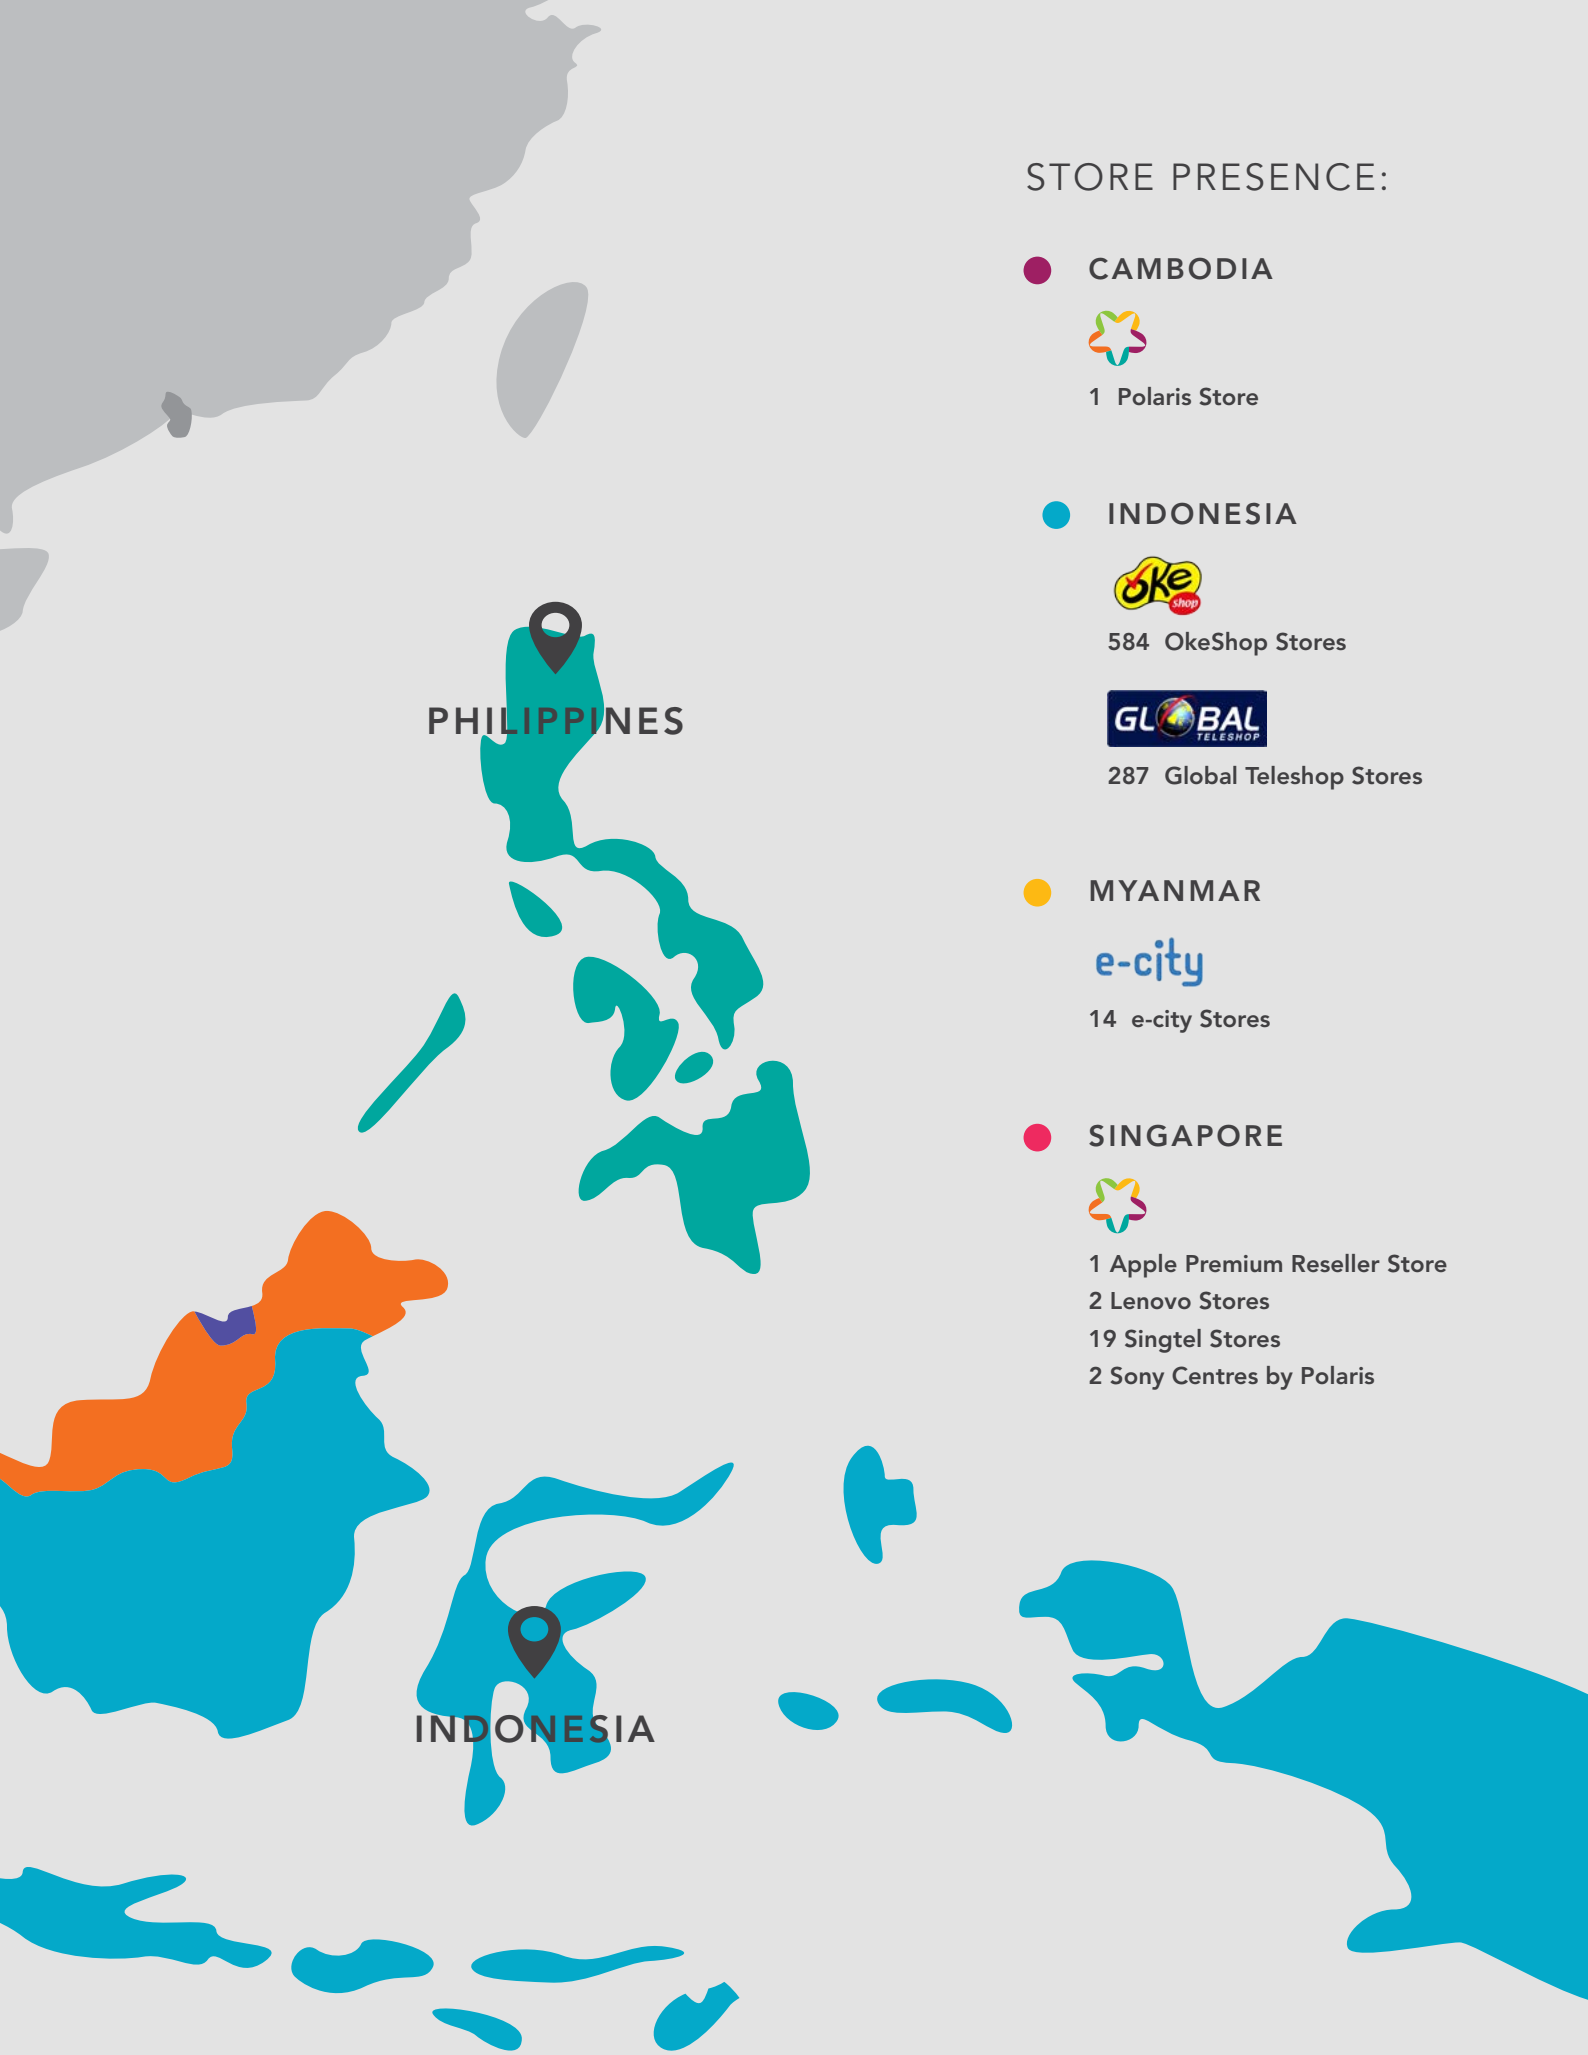 STORE PRESENCE:
CAMBODIA
1 Polaris Store
INDONESIA
oke
shop
584 OkeShop Stores
GLOBAL
TELESHOP
287 Global Teleshop Stores
MYANMAR
e-city
14 e-city Stores
SINGAPORE
1 Apple Premium Reseller Store
2 Lenovo Stores
19 Singtel Stores
2 Sony Centres by Polaris
PHILIPPINES
INDONESIA